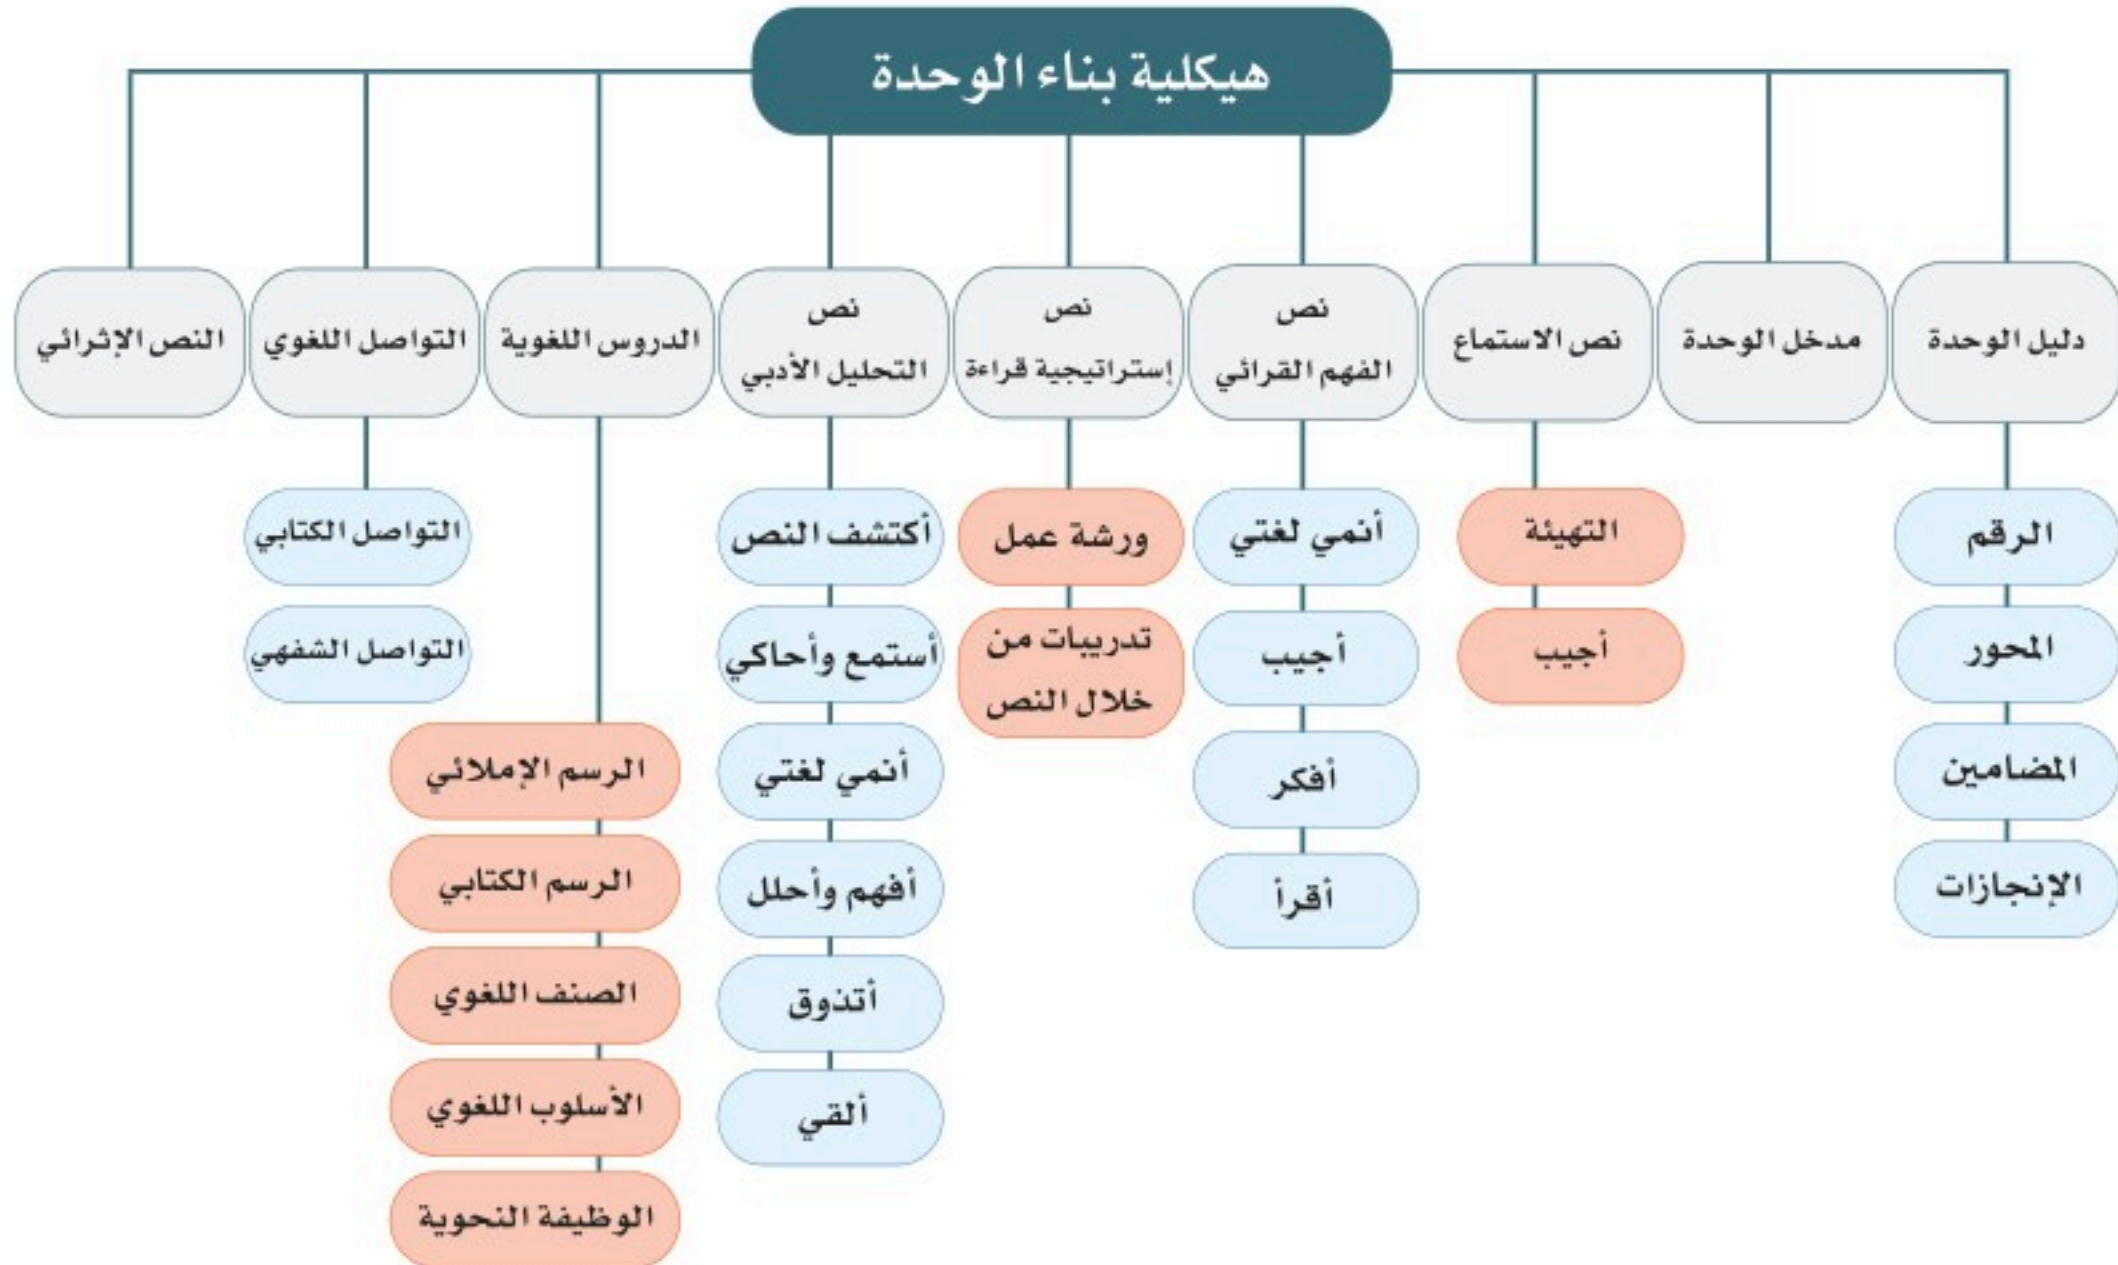 هيكلية بناء الوحدة
دليل الوحدة
الرقم
المحور
المضامين
الإنجازات
مدخل الوحدة
نص الاستماع
التهيئة
أجيب
نص
الفهم القرائي
أنمي لغتي
أجيب
أفكر
أقرأ
نص
إستراتيجية قراءة
ورشة عمل
تدريبات من
خلال النص
نص
التحليل الأدبي
أكتشف النص
أستمع وأحاكي
أنمي لغتي
أفهم وأحلل
أتذوق
ألقي
الدروس اللغوية
الرسم الإملائي
الرسم الكتابي
الصنف اللغوي
الأسلوب اللغوي
الوظيفة النحوية
التواصل اللغوي
التواصل الكتابي
التواصل الشفهي
النص الإثرائي